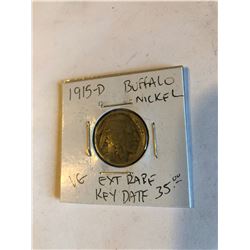 1915-D BUFFALO
NICKEL
VG EXT RARE
KEY DATE 35.00